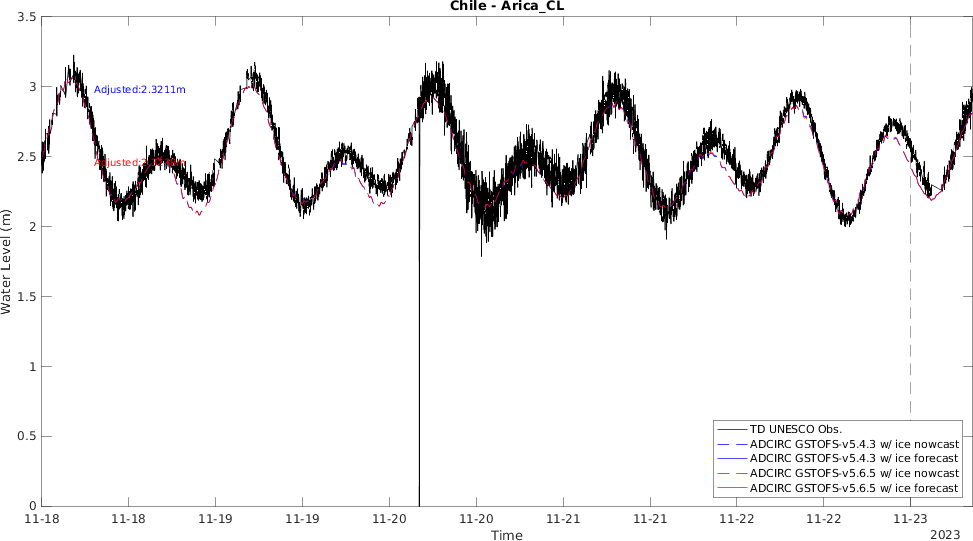 Chile - Arica_CL
3.5
3
2.5
2
1.5
1
0.5
0
Water Level (m)
Adjusted:2.3211m
TD UNESCO Obs.
ADCIRC GSTOFS-v5.4.3 w/ ice nowcast
ADCIRC GSTOFS-v5.4.3 w/ ice forecast
ADCIRC GSTOFS-v5.6.5 w/ ice nowcast
ADCIRC GSTOFS-v5.6.5 w/ ice forecast
11-18 11-18 11-19 11-19 11-20 11-20 11-21 11-21 11-22 11-22 11-23
Time
2023